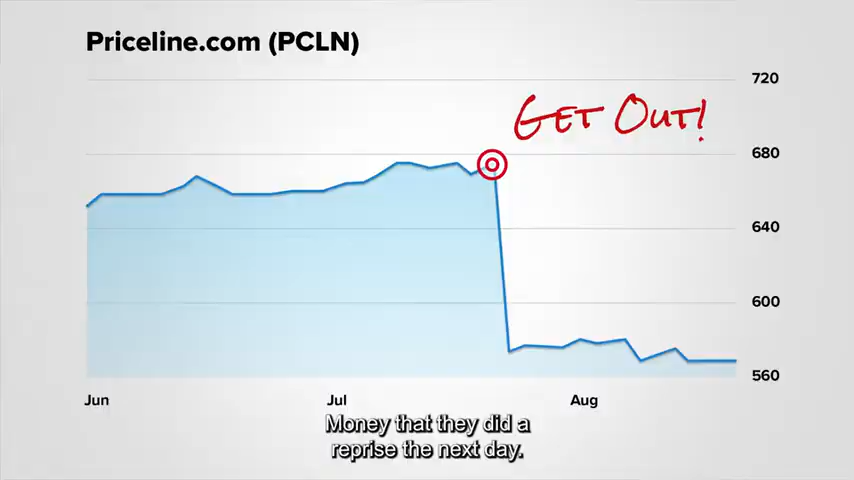 Priceline.com (PCLN)
720
GET OUT!
680
640
600
560
Jun Jul Aug
Money that they did a
reprise the next day.